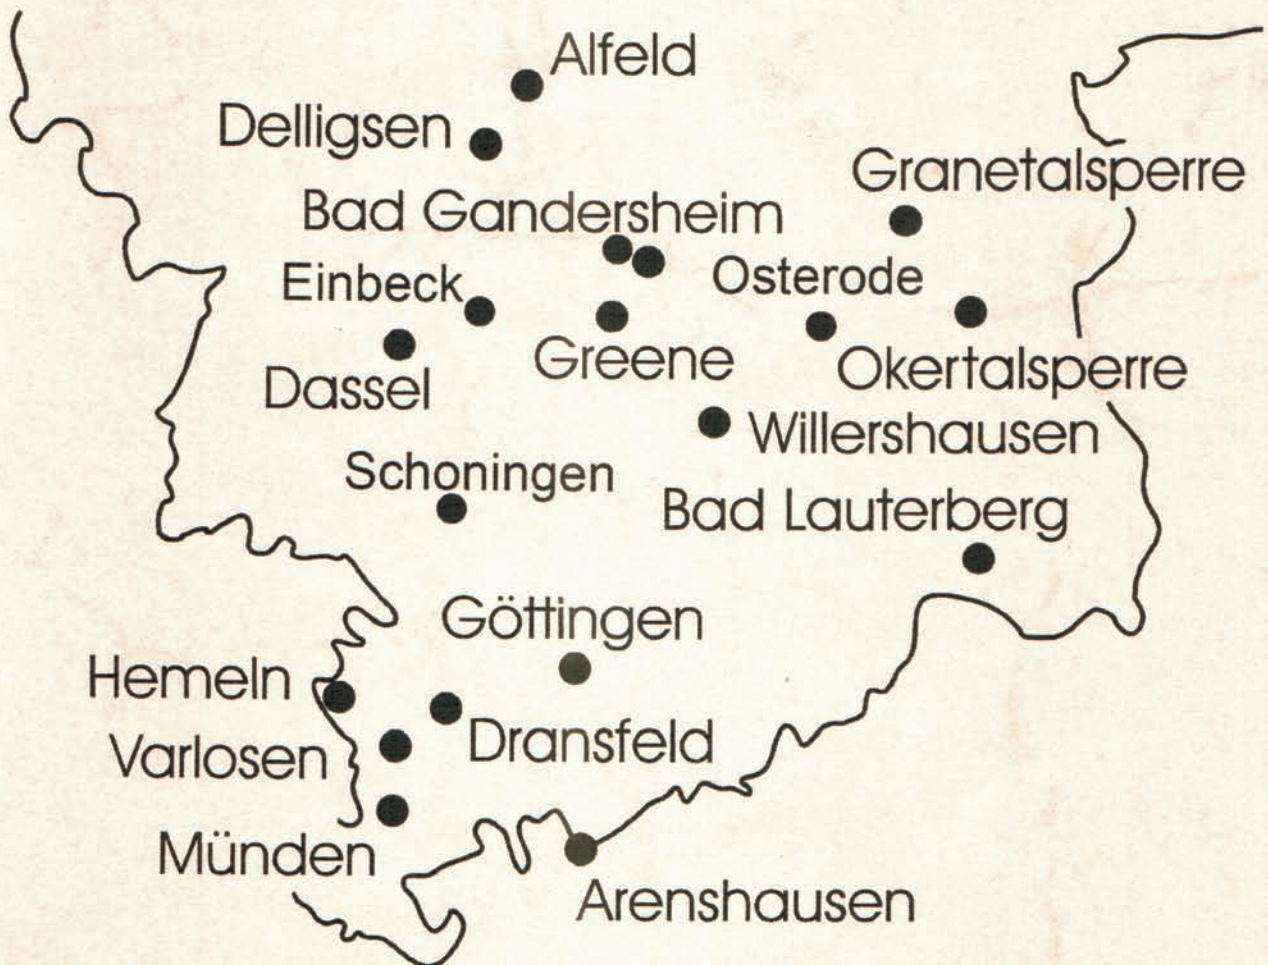 Alfeld
Delligsen
Granetalsperre
Bad Gandersheim
Einbeck
Osterode
Greene
Okertalsperre
Dassel
Willershausen
Schoningen
Bad Lauterberg
Göttingen
Hemeln
Dransfeld
Varlosen
Münden
Arenshausen